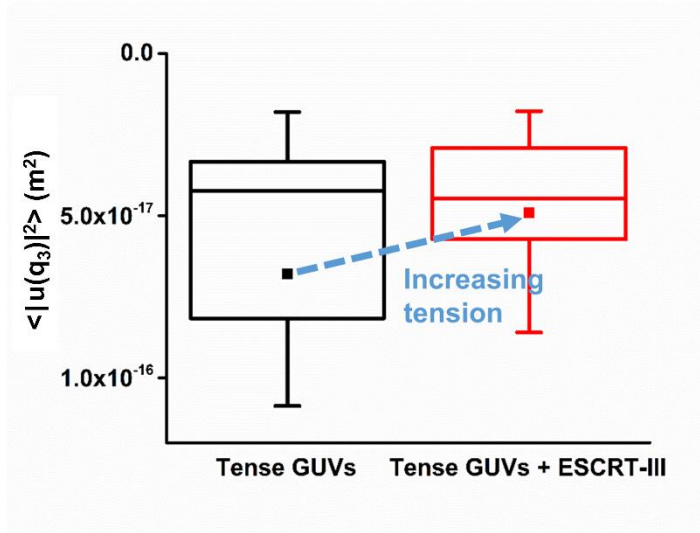 0.0
<|u(q₃)|²> (m²)
5.0x10⁻¹⁷
Increasing
tension
1.0x10⁻¹⁶
Tense GUVs
Tense GUVs + ESCRT-III